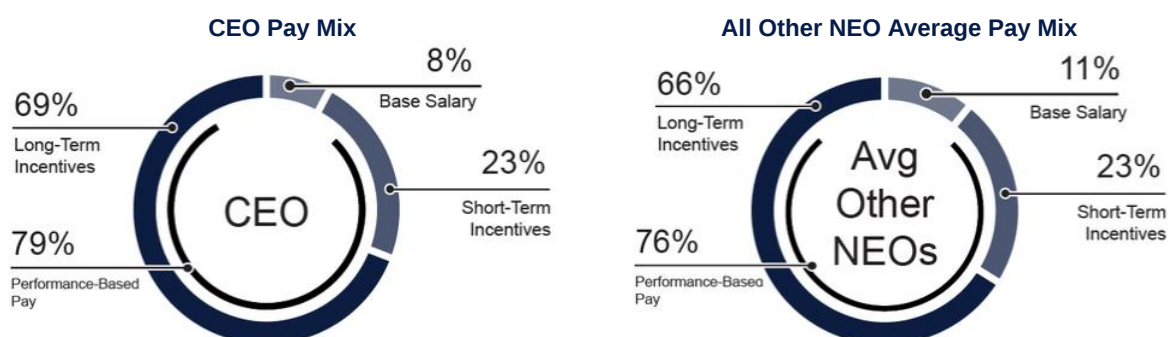 CEO Pay Mix
8%
Base Salary
69%
Long-Term
Incentives
CEO
23%
Short-Term
Incentives
79%
Performance-Based
Pay
All Other NEO Average Pay Mix
11%
Base Salary
66%
Long-Term
Incentives
Avg
Other
NEOs
23%
Short-Term
Incentives
76%
Performance-Based
Pay